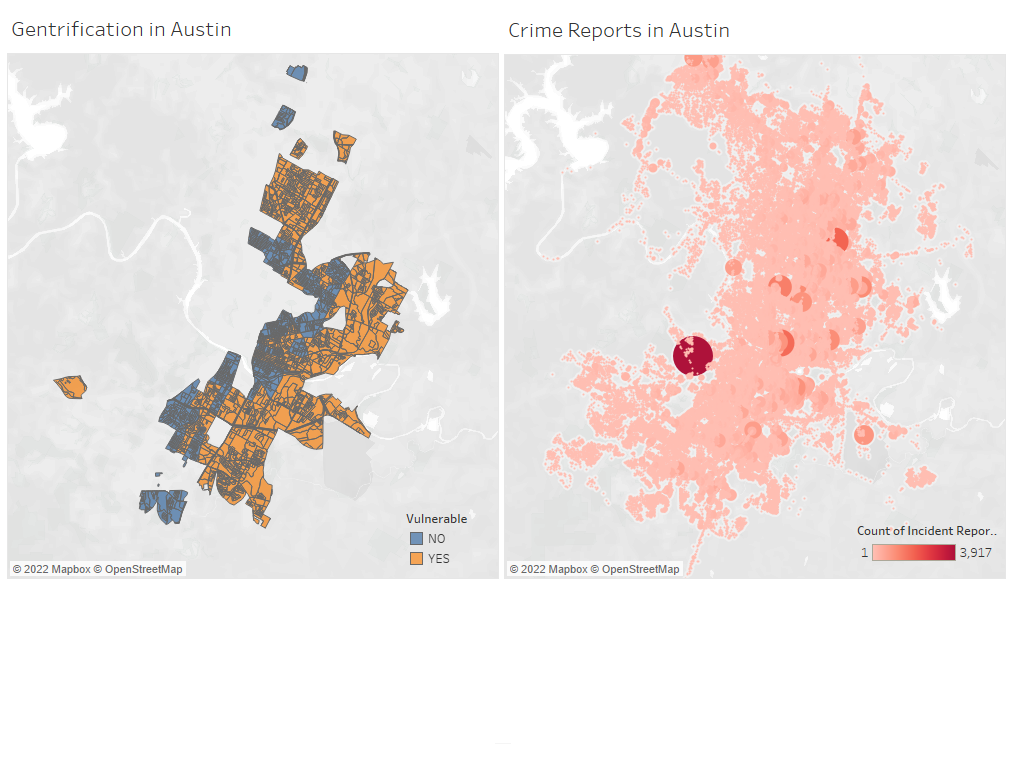 Gentrification in Austin
Crime Reports in Austin
Vulnerable
NO
YES
© 2022 Mapbox © OpenStreetMap
Count of Incident Repor..
1
3,917
© 2022 Mapbox © OpenStreetMap